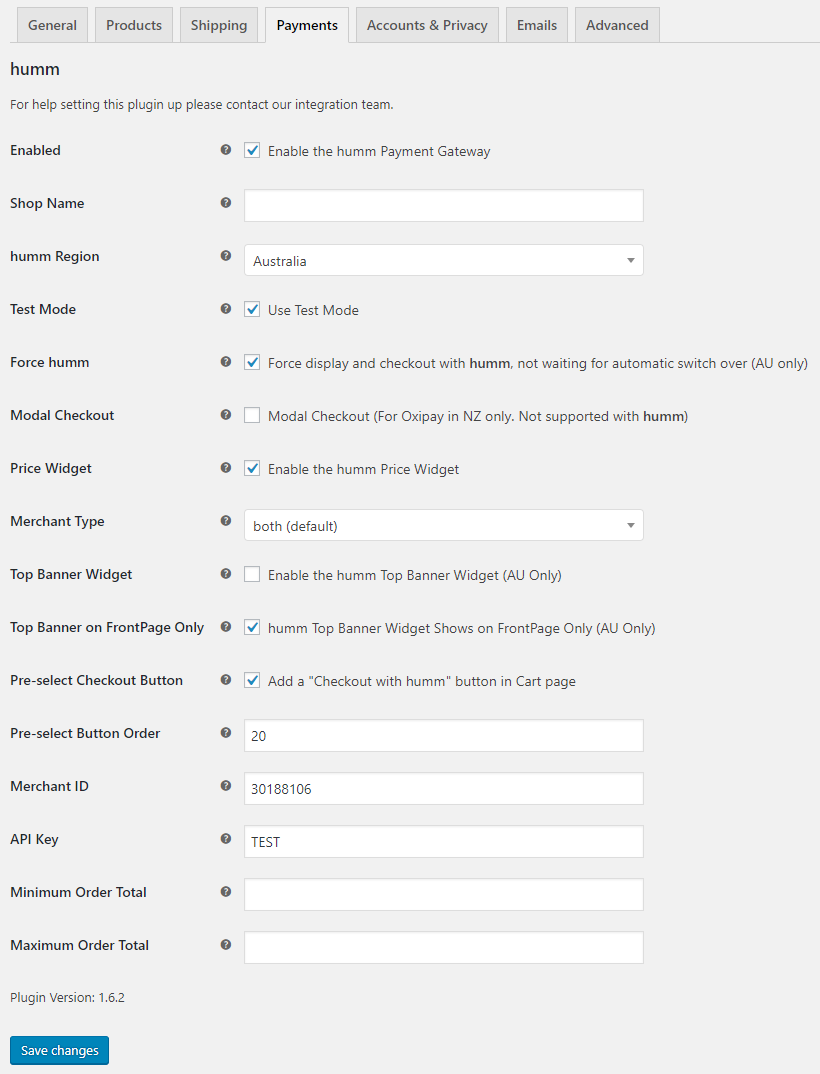 General Products Shipping Payments Accounts & Privacy Emails Advanced
humm
For help setting this plugin up please contact our integration team.
Enabled ? Enable the humm Payment Gateway
Shop Name ?
humm Region ? Australia
Test Mode ? Use Test Mode
Force humm ? Force display and checkout with humm, not waiting for automatic switch over (AU only)
Modal Checkout ? Modal Checkout (For Oxipay in NZ only. Not supported with humm)
Price Widget ? Enable the humm Price Widget
Merchant Type ? both (default)
Top Banner Widget ? Enable the humm Top Banner Widget (AU Only)
Top Banner on FrontPage Only ? humm Top Banner Widget Shows on FrontPage Only (AU Only)
Pre-select Checkout Button ? Add a "Checkout with humm" button in Cart page
Pre-select Button Order ? 20
Merchant ID ? 30188106
API Key ? TEST
Minimum Order Total ?
Maximum Order Total ?
Plugin Version: 1.6.2
Save changes